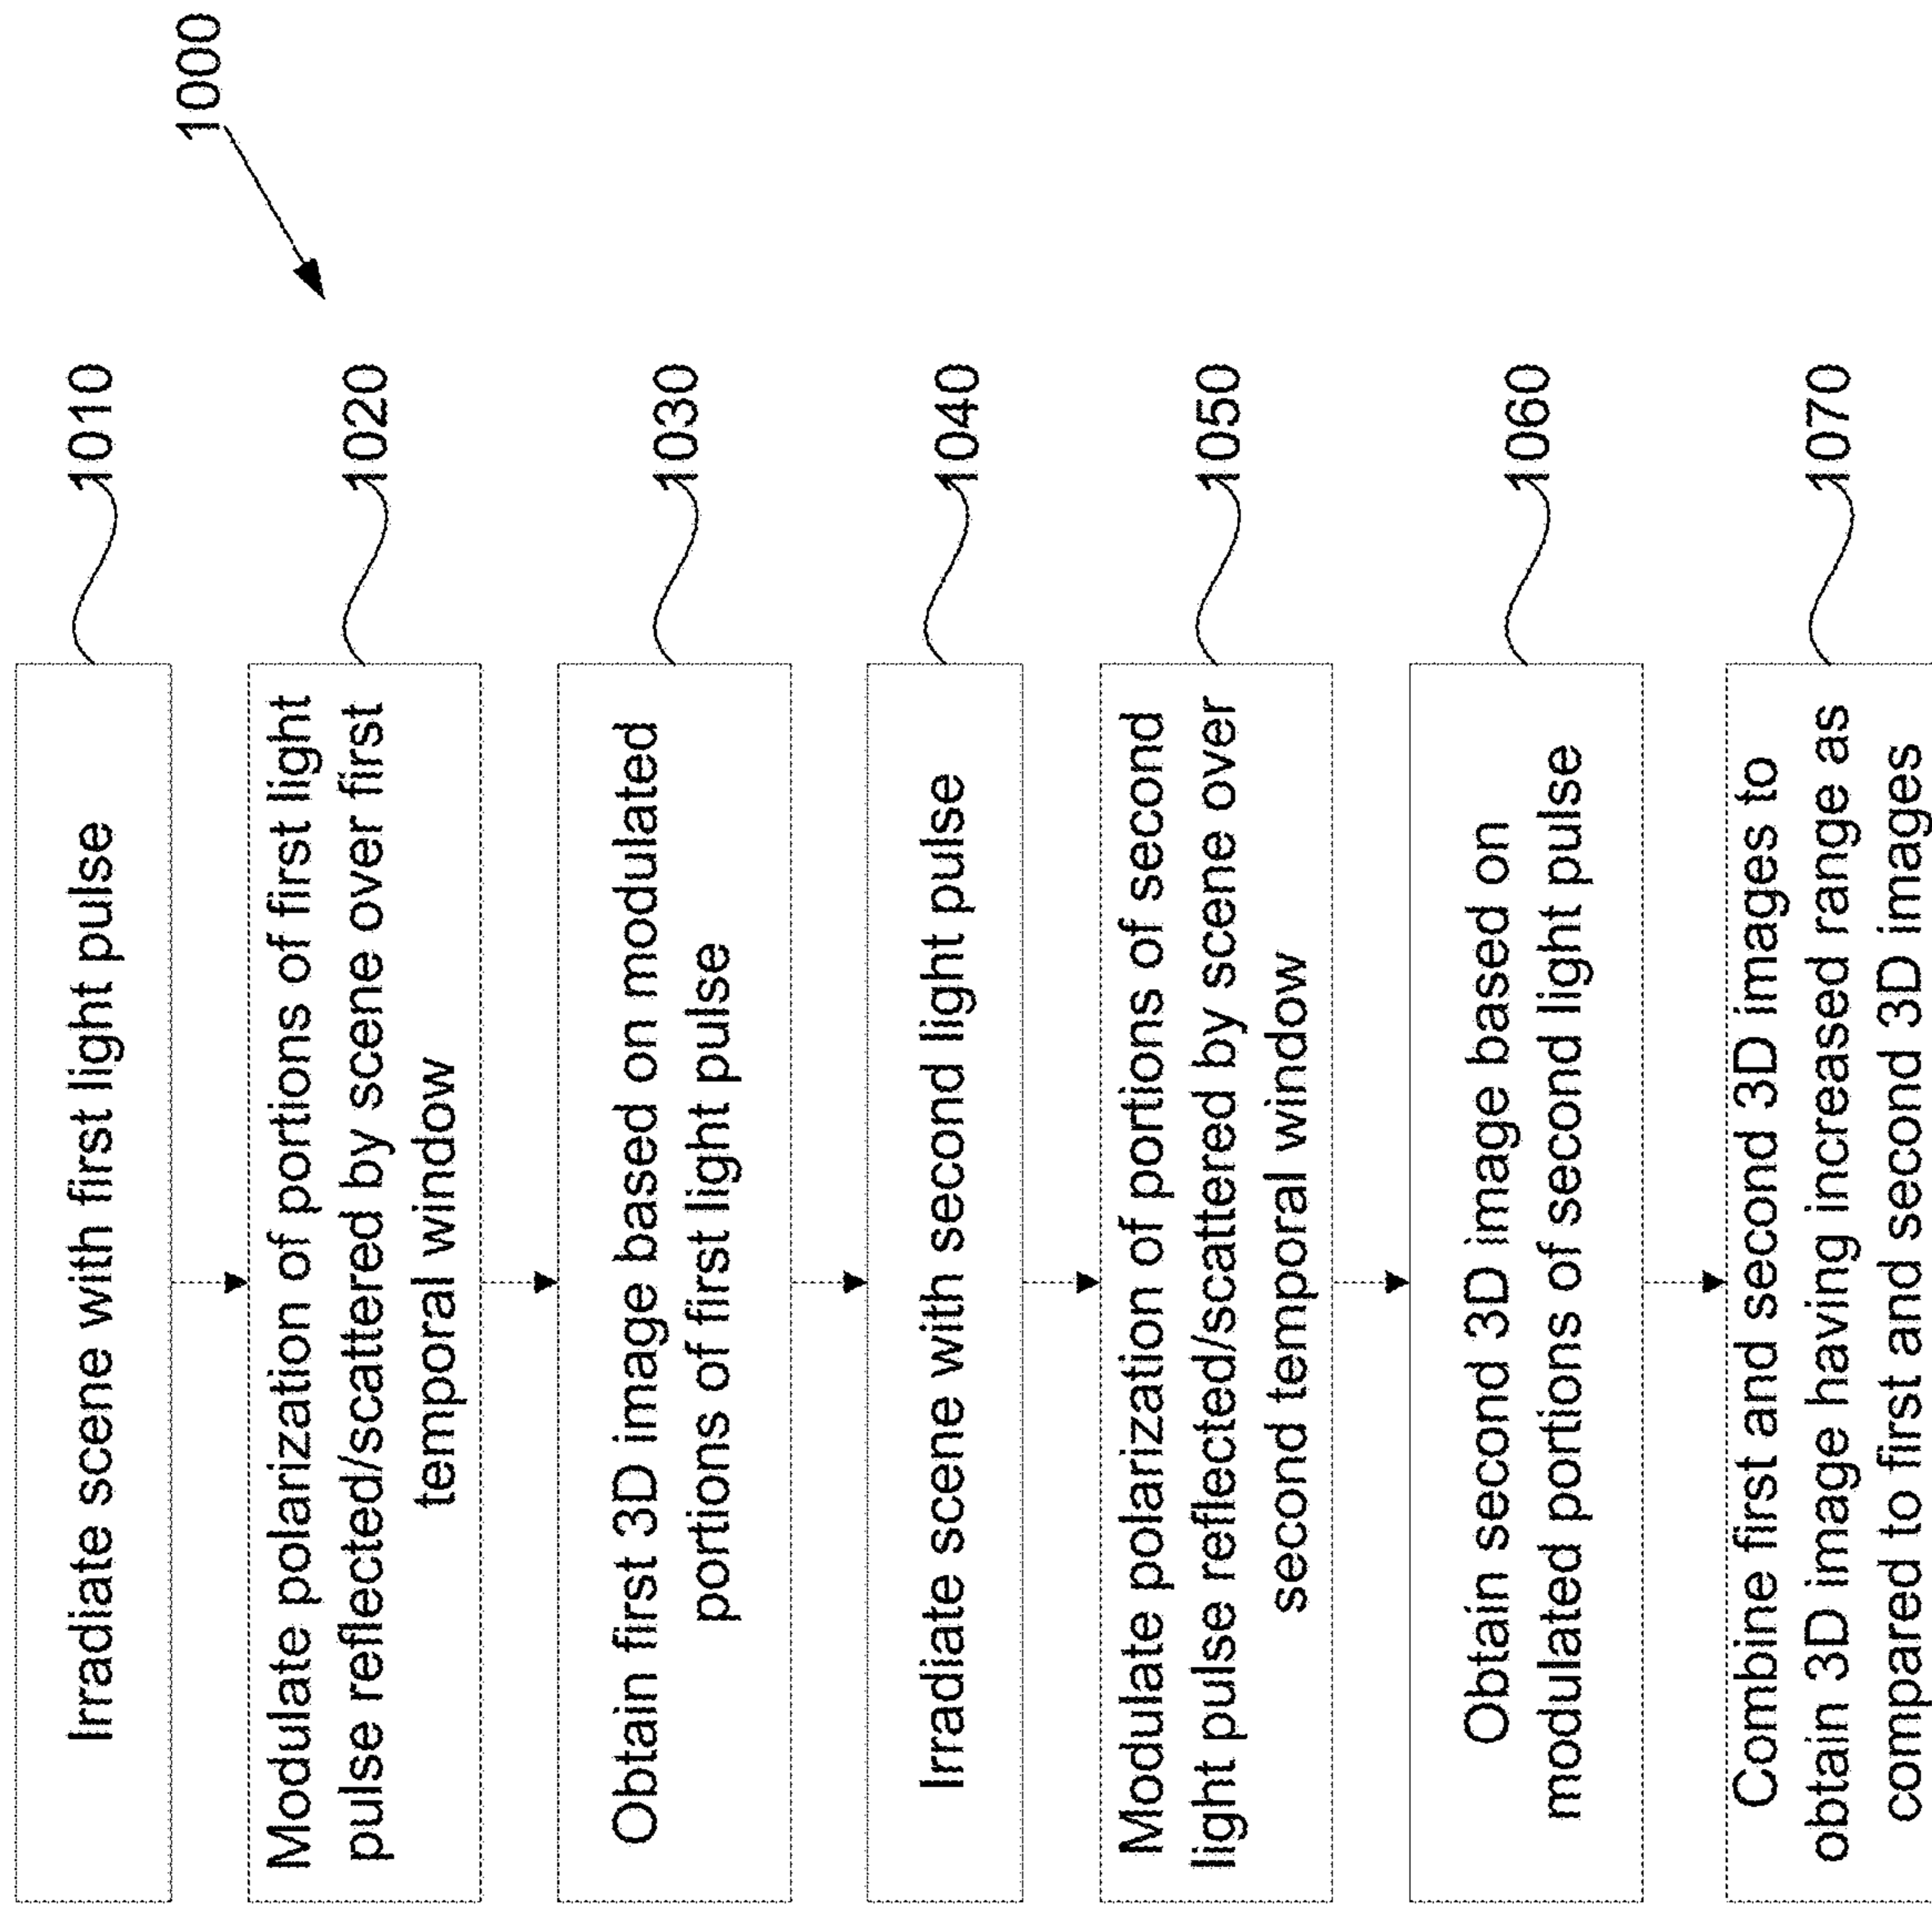 1000
Irradiate scene with first light pulse
1010
Modulate polarization of portions of first light
pulse reflected/scattered by scene over first
temporal window
1020
Obtain first 3D image based on modulated
portions of first light pulse
1030
Irradiate scene with second light pulse
1040
Modulate polarization of portions of second
light pulse reflected/scattered by scene over
second temporal window
1050
Obtain second 3D image based on
modulated portions of second light pulse
1060
Combine first and second 3D images to
obtain 3D image having increased range as
compared to first and second 3D images
1070